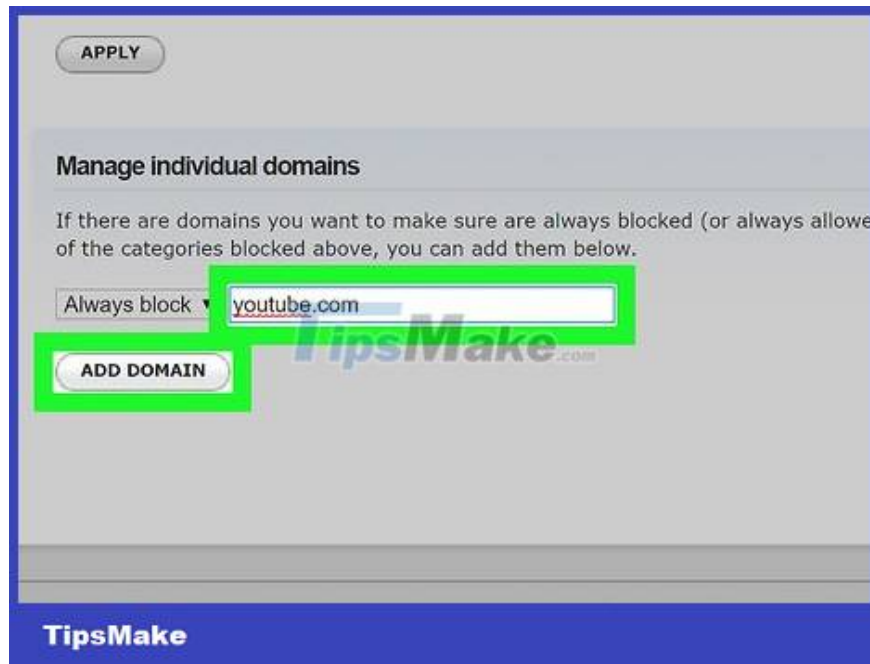 APPLY
Manage individual domains
If there are domains you want to make sure are always blocked (or always allowe
of the categories blocked above, you can add them below.
Always block youtube.com
TipsMake.com
ADD DOMAIN
TipsMake